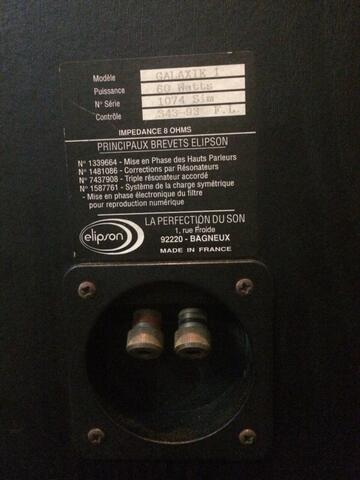 Modèle GALAXIE 1
Puissance 60 Watts
N° Série 1074 Sim
Contrôle 343-93 F.L.
IMPEDANCE 8 OHMS
PRINCIPAUX BREVETS ELIPSON
N° 1339664 - Mise en Phase des Hauts Parleurs
N° 1481086 - Corrections par Résonateurs
N° 7437908 - Triple résonateur accordé
N° 1587761 - Système de la charge symétrique
- Mise en phase électronique du filtre
pour reproduction numérique
elipson
LA PERFECTION DU SON
1, rue Froide
92220 - BAGNEUX
MADE IN FRANCE